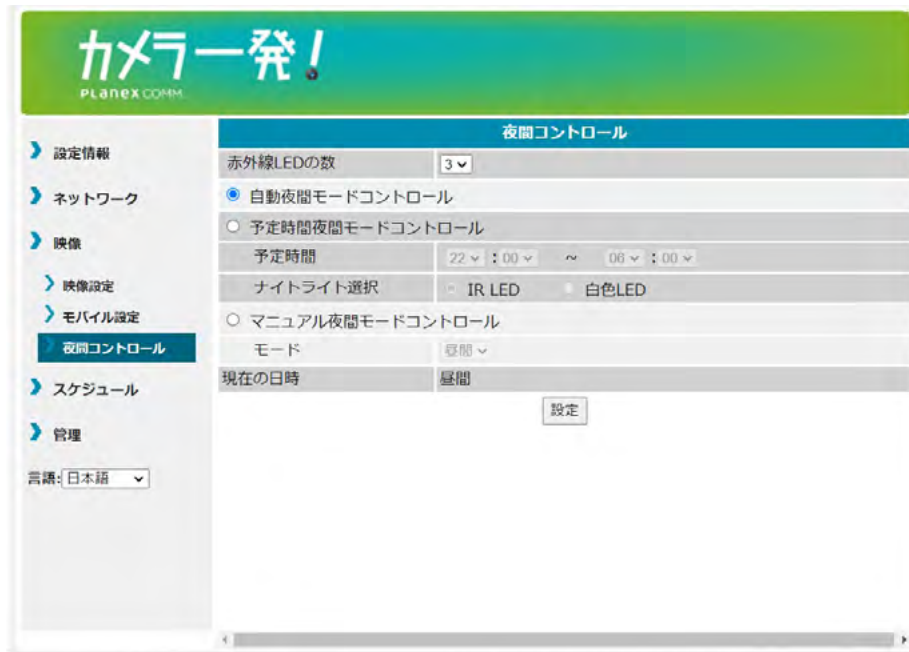 カメラ一発!
PLANEX COMM.
設定情報
ネットワーク
映像
映像設定
モバイル設定
夜間コントロール
スケジュール
管理
言語: 日本語
夜間コントロール
赤外線LEDの数 3
自動夜間モードコントロール
予定時間夜間モードコントロール
予定時間 22 : 00 ~ 06 : 00
ナイトライト選択 IR LED 白色LED
マニュアル夜間モードコントロール
モード 昼間
現在の日時 昼間
設定